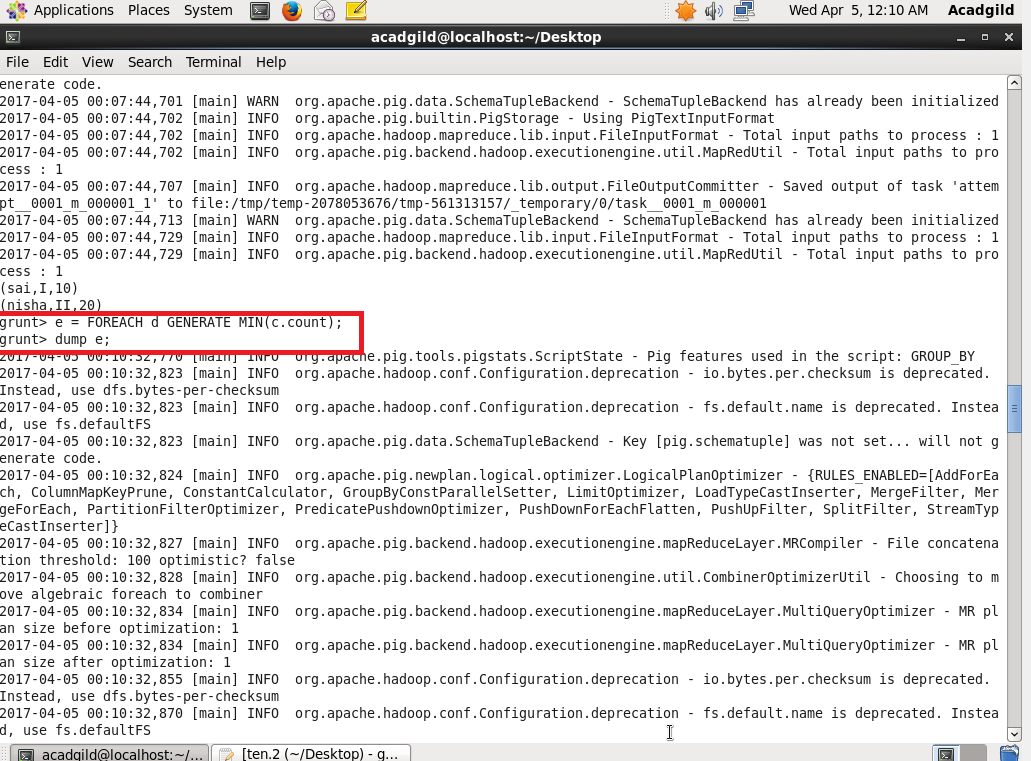 Applications Places System Wed Apr 5, 12:10 AM Acadgild
acadgild@localhost:~/Desktop
File Edit View Search Terminal Help
enerate code.
2017-04-05 00:07:44,701 [main] WARN  org.apache.pig.data.SchemaTupleBackend - SchemaTupleBackend has already been initialized
2017-04-05 00:07:44,702 [main] INFO  org.apache.pig.builtin.PigStorage - Using PigTextInputFormat
2017-04-05 00:07:44,702 [main] INFO  org.apache.hadoop.mapreduce.lib.input.FileInputFormat - Total input paths to process : 1
2017-04-05 00:07:44,702 [main] INFO  org.apache.pig.backend.hadoop.executionengine.util.MapRedUtil - Total input paths to pro
cess : 1
2017-04-05 00:07:44,707 [main] INFO  org.apache.hadoop.mapreduce.lib.output.FileOutputCommitter - Saved output of task 'attem
pt__0001_m_000001_1' to file:/tmp/temp-2078053676/tmp-561313157/_temporary/0/task__0001_m_000001
2017-04-05 00:07:44,713 [main] WARN  org.apache.pig.data.SchemaTupleBackend - SchemaTupleBackend has already been initialized
2017-04-05 00:07:44,729 [main] INFO  org.apache.hadoop.mapreduce.lib.input.FileInputFormat - Total input paths to process : 1
2017-04-05 00:07:44,729 [main] INFO  org.apache.pig.backend.hadoop.executionengine.util.MapRedUtil - Total input paths to pro
cess : 1
(sai,I,10)
(nisha,II,20)
grunt> e = FOREACH d GENERATE MIN(c.count);
grunt> dump e;
2017-04-05 00:10:32,770 [main] INFO  org.apache.pig.tools.pigstats.ScriptState - Pig features used in the script: GROUP_BY
2017-04-05 00:10:32,823 [main] INFO  org.apache.hadoop.conf.Configuration.deprecation - io.bytes.per.checksum is deprecated.
Instead, use dfs.bytes-per-checksum
2017-04-05 00:10:32,823 [main] INFO  org.apache.hadoop.conf.Configuration.deprecation - fs.default.name is deprecated. Instea
d, use fs.defaultFS
2017-04-05 00:10:32,823 [main] INFO  org.apache.pig.data.SchemaTupleBackend - Key [pig.schematuple] was not set... will not g
enerate code.
2017-04-05 00:10:32,824 [main] INFO  org.apache.pig.newplan.logical.optimizer.LogicalPlanOptimizer - {RULES_ENABLED=[AddForEa
ch, ColumnMapKeyPrune, ConstantCalculator, GroupByConstParallelSetter, LimitOptimizer, LoadTypeCastInserter, MergeFilter, Mer
geForEach, PartitionFilterOptimizer, PredicatePushdownOptimizer, PushDownForEachFlatten, PushUpFilter, SplitFilter, StreamTyp
eCastInserter]}
2017-04-05 00:10:32,827 [main] INFO  org.apache.pig.backend.hadoop.executionengine.mapReduceLayer.MRCompiler - File concatena
tion threshold: 100 optimistic? false
2017-04-05 00:10:32,828 [main] INFO  org.apache.pig.backend.hadoop.executionengine.util.CombinerOptimizerUtil - Choosing to m
ove algebraic foreach to combiner
2017-04-05 00:10:32,834 [main] INFO  org.apache.pig.backend.hadoop.executionengine.mapReduceLayer.MultiQueryOptimizer - MR pl
an size before optimization: 1
2017-04-05 00:10:32,834 [main] INFO  org.apache.pig.backend.hadoop.executionengine.mapReduceLayer.MultiQueryOptimizer - MR pl
an size after optimization: 1
2017-04-05 00:10:32,855 [main] INFO  org.apache.hadoop.conf.Configuration.deprecation - io.bytes.per.checksum is deprecated.
Instead, use dfs.bytes-per-checksum
2017-04-05 00:10:32,870 [main] INFO  org.apache.hadoop.conf.Configuration.deprecation - fs.default.name is deprecated. Instea
d, use fs.defaultFS
acadgild@localhost:~/... [ten.2 (~/Desktop) - g...